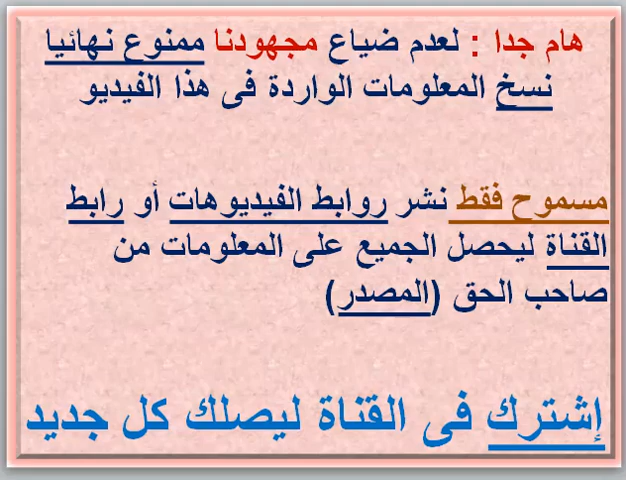 هام جدا : لعدم ضياع مجهودنا ممنوع نهائيا
نسخ المعلومات الواردة فى هذا الفيديو
مسموح فقط نشر روابط الفيديوهات أو رابط
القناة ليحصل الجميع على المعلومات من
صاحب الحق (المصدر)
إشترك فى القناة ليصلك كل جديد